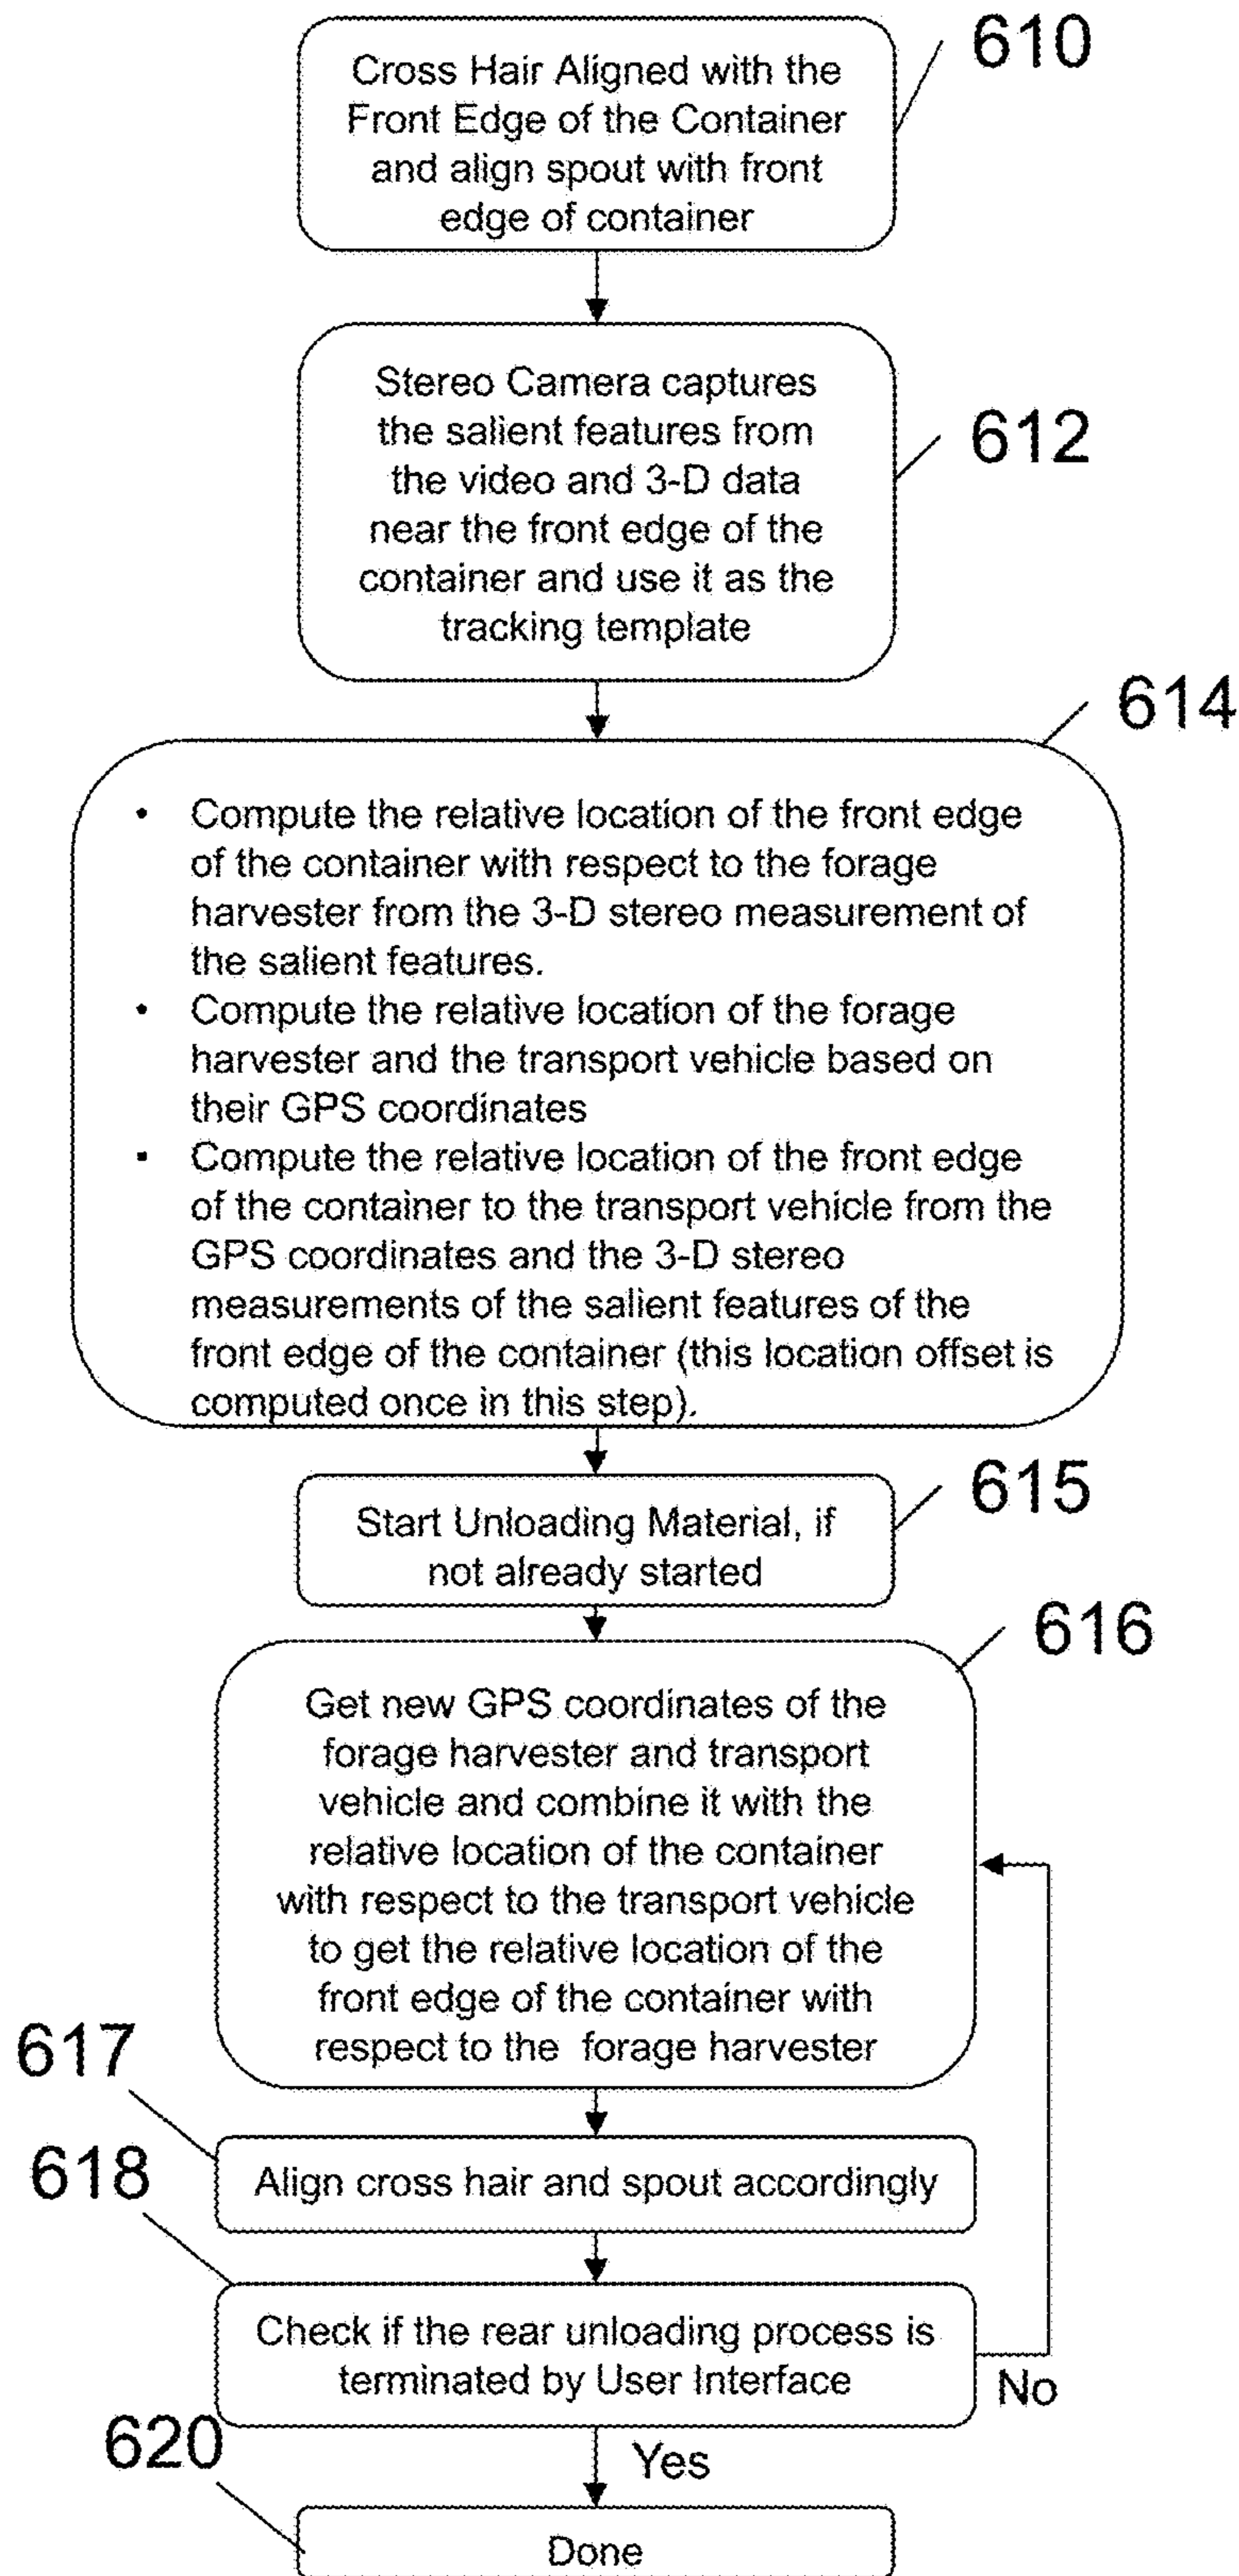 610
Cross Hair Aligned with the
Front Edge of the Container
and align spout with front
edge of container
612
Stereo Camera captures
the salient features from
the video and 3-D data
near the front edge of the
container and use it as the
tracking template
614
• Compute the relative location of the front edge
of the container with respect to the forage
harvester from the 3-D stereo measurement of
the salient features.
• Compute the relative location of the forage
harvester and the transport vehicle based on
their GPS coordinates
• Compute the relative location of the front edge
of the container to the transport vehicle from the
GPS coordinates and the 3-D stereo
measurements of the salient features of the
front edge of the container (this location offset is
computed once in this step).
615
Start Unloading Material, if
not already started
616
Get new GPS coordinates of the
forage harvester and transport
vehicle and combine it with the
relative location of the container
with respect to the transport vehicle
to get the relative location of the
front edge of the container with
respect to the forage harvester
617
Align cross hair and spout accordingly
618
Check if the rear unloading process is
terminated by User Interface
No
Yes
620
Done